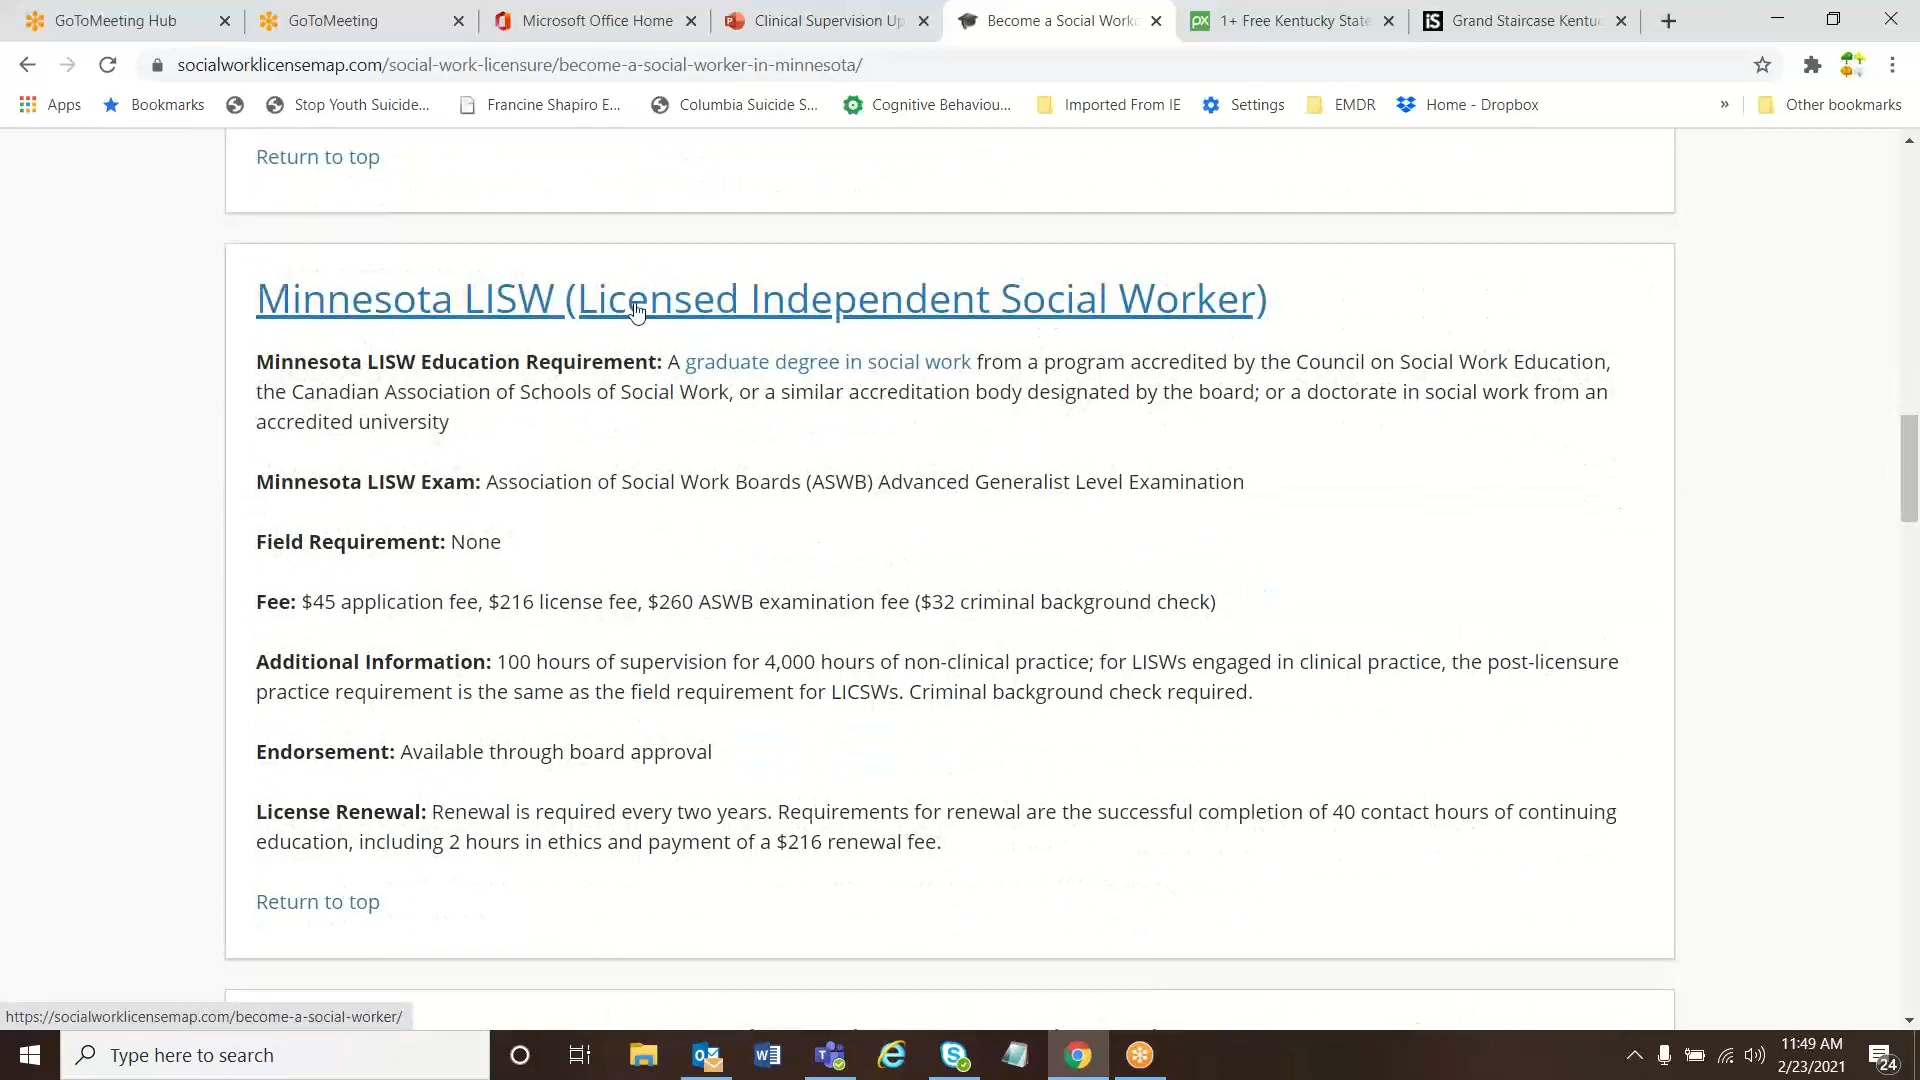 GoToMeeting Hub
GoToMeeting
Microsoft Office Home
Clinical Supervision Up
Become a Social Worke
1+ Free Kentucky State
Grand Staircase Kentu
socialworklicensemap.com/social-work-licensure/become-a-social-worker-in-minnesota/
Apps
Bookmarks
Stop Youth Suicide...
Francine Shapiro E...
Columbia Suicide S...
Cognitive Behaviou...
Imported From IE
Settings
EMDR
Home - Dropbox
»
Other bookmarks
Return to top
Minnesota LISW (Licensed Independent Social Worker)
Minnesota LISW Education Requirement: A graduate degree in social work from a program accredited by the Council on Social Work Education,
the Canadian Association of Schools of Social Work, or a similar accreditation body designated by the board; or a doctorate in social work from an
accredited university
Minnesota LISW Exam: Association of Social Work Boards (ASWB) Advanced Generalist Level Examination
Field Requirement: None
Fee: $45 application fee, $216 license fee, $260 ASWB examination fee ($32 criminal background check)
Additional Information: 100 hours of supervision for 4,000 hours of non-clinical practice; for LISWs engaged in clinical practice, the post-licensure
practice requirement is the same as the field requirement for LICSWs. Criminal background check required.
Endorsement: Available through board approval
License Renewal: Renewal is required every two years. Requirements for renewal are the successful completion of 40 contact hours of continuing
education, including 2 hours in ethics and payment of a $216 renewal fee.
Return to top
https://socialworklicensemap.com/become-a-social-worker/
Type here to search
11:49 AM
2/23/2021
24